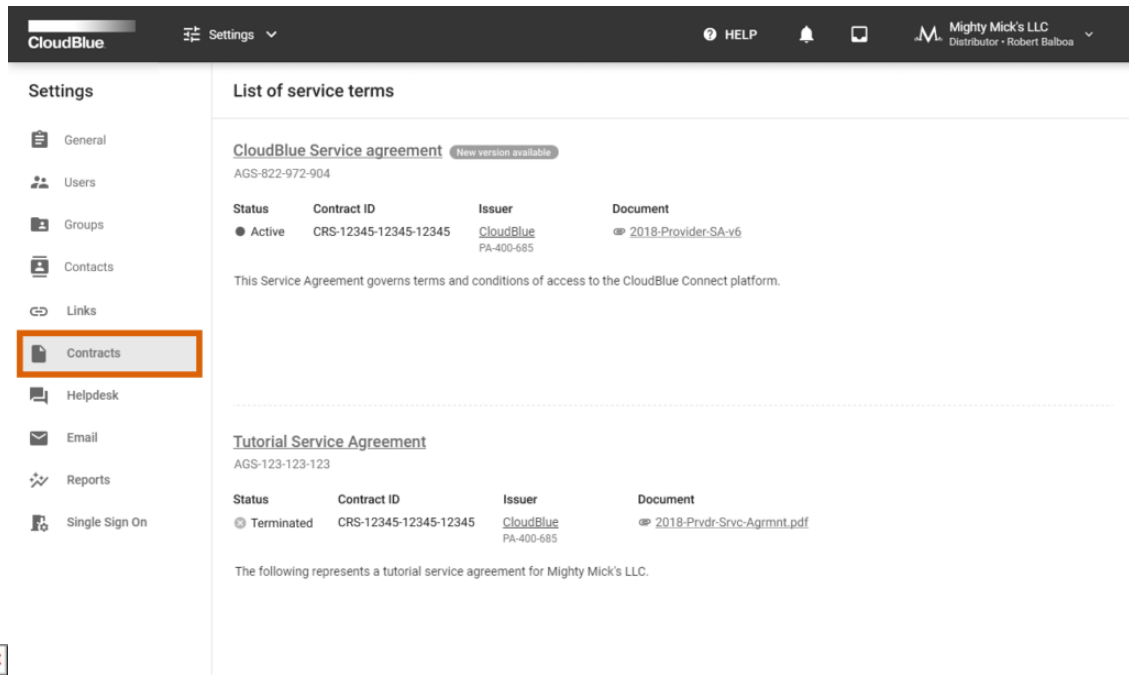 CloudBlue.
Settings
HELP
Mighty Mick's LLC
Distributor • Robert Balboa
Settings
General
Users
Groups
Contacts
Links
Contracts
Helpdesk
Email
Reports
Single Sign On
List of service terms
CloudBlue Service agreement New version available
AGS-822-972-904
Status Contract ID Issuer Document
Active CRS-12345-12345-12345 CloudBlue 2018-Provider-SA-v6
PA-400-685
This Service Agreement governs terms and conditions of access to the CloudBlue Connect platform.
Tutorial Service Agreement
AGS-123-123-123
Status Contract ID Issuer Document
Terminated CRS-12345-12345-12345 CloudBlue 2018-Prvdr-Srvc-Agrmnt.pdf
PA-400-685
The following represents a tutorial service agreement for Mighty Mick's LLC.